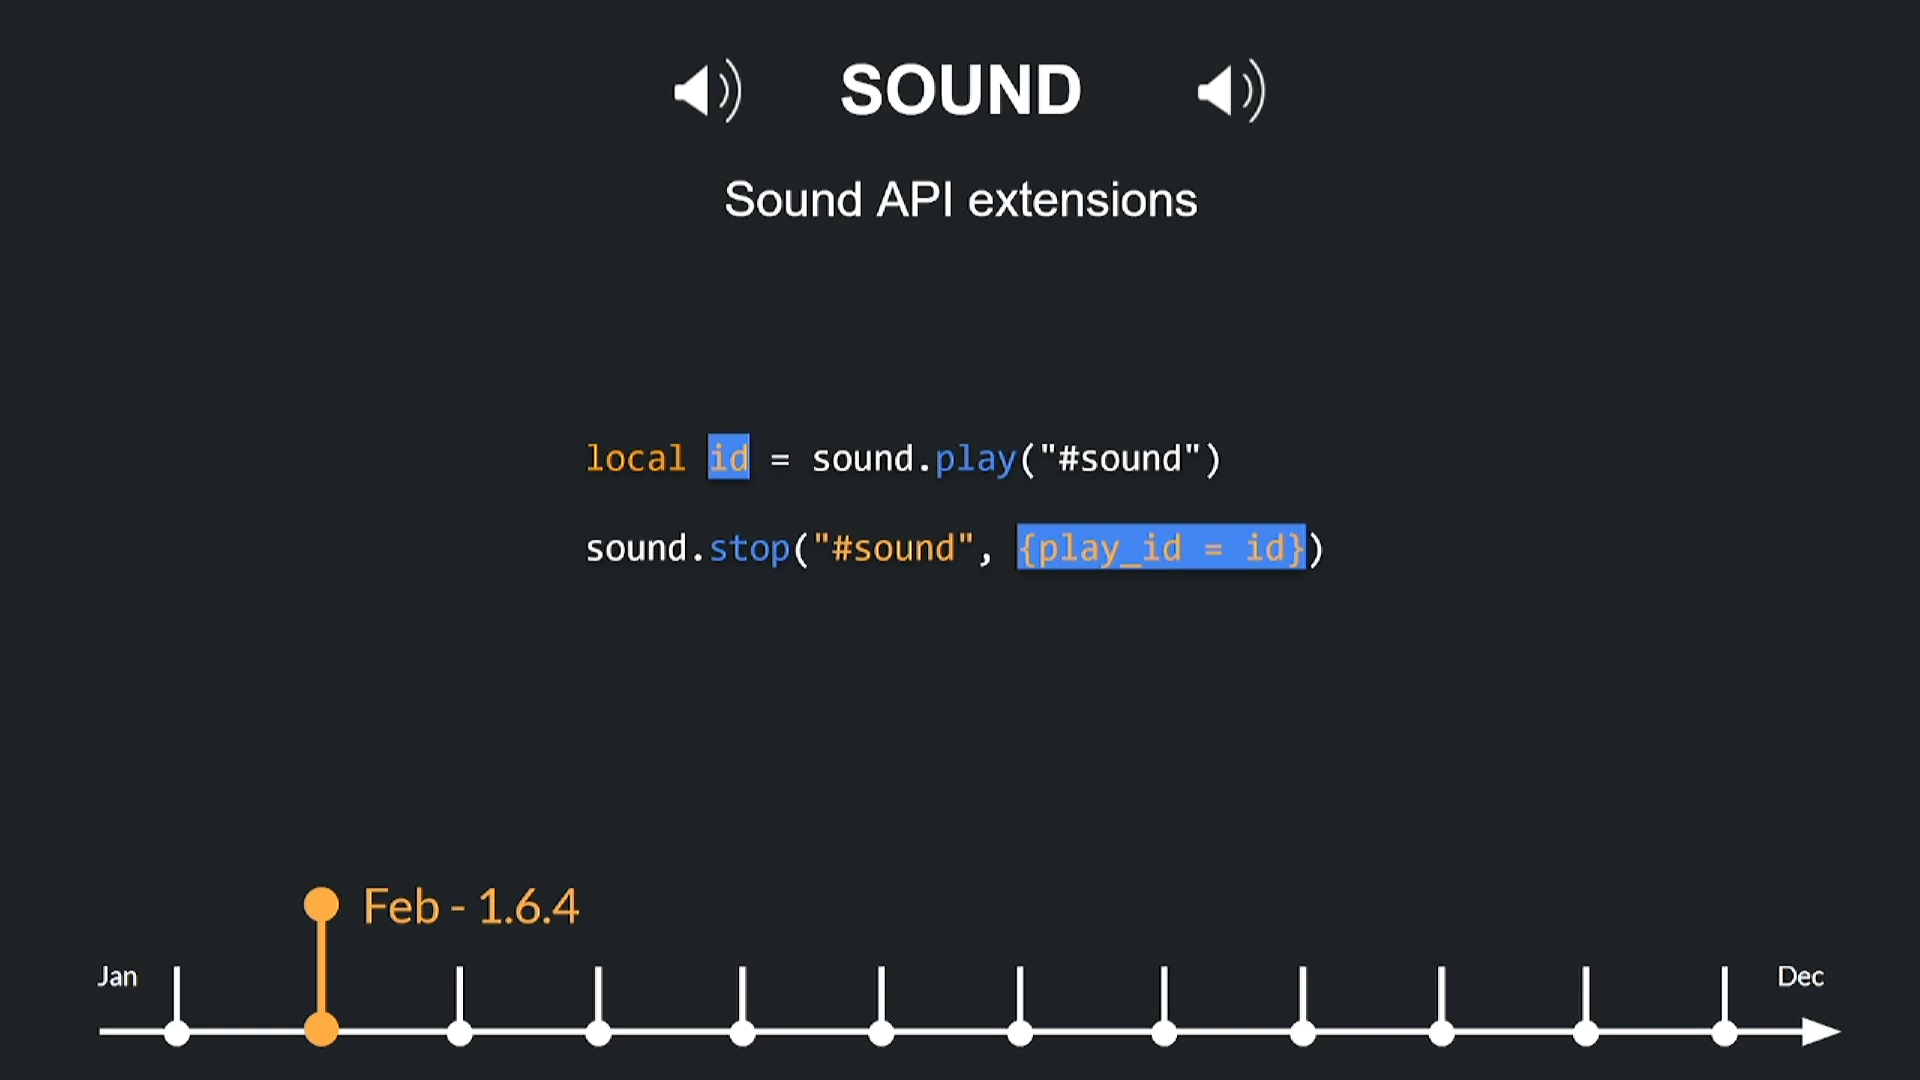 SOUND
Sound API extensions
local id = sound.play("#sound")
sound.stop("#sound", {play_id = id})
Feb - 1.6.4
Jan
Dec